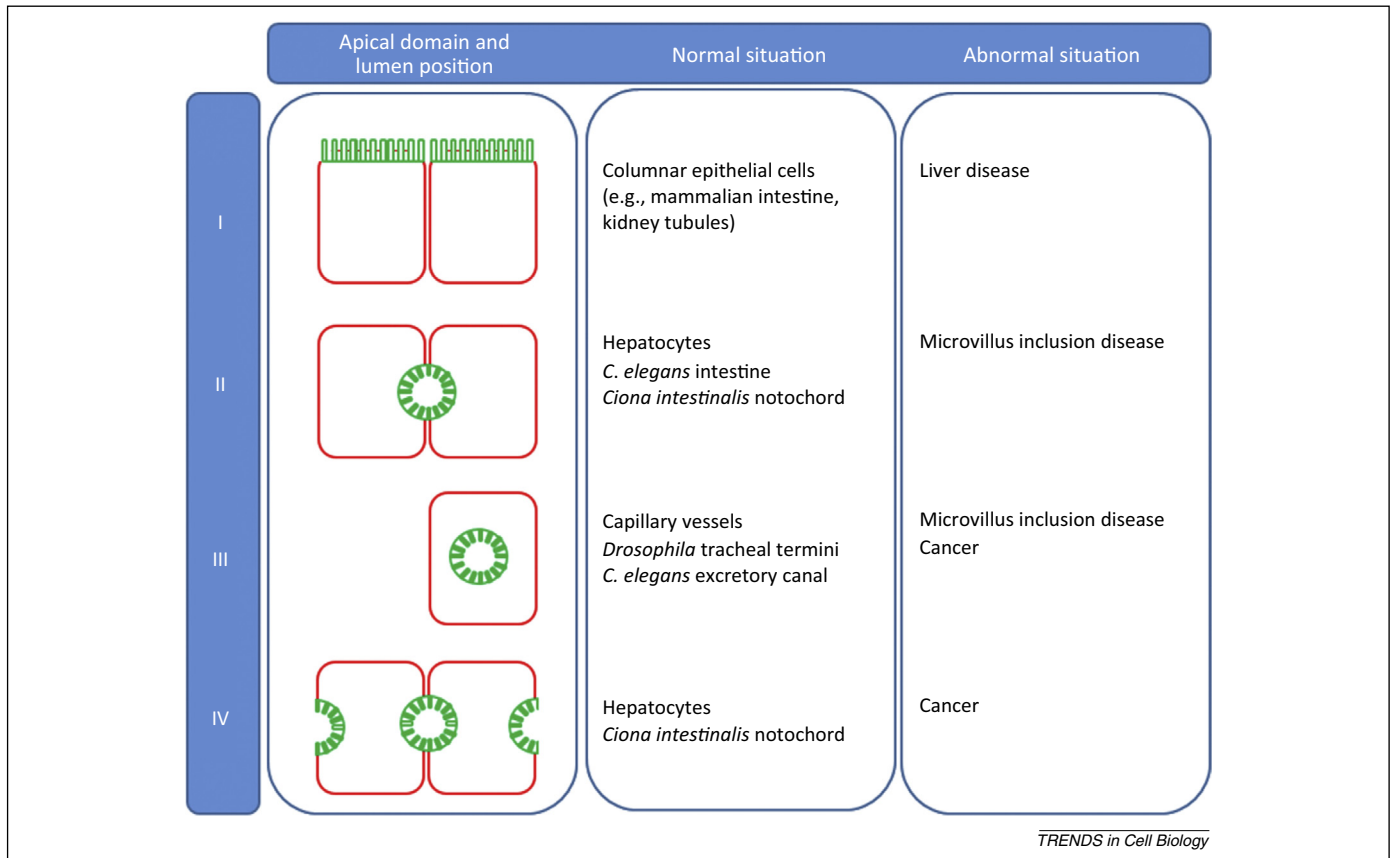 Apical domain and
lumen position
Normal situation
Abnormal situation
I
Columnar epithelial cells
(e.g., mammalian intestine,
kidney tubules)
Liver disease
II
Hepatocytes
C. elegans intestine
Ciona intestinalis notochord
Microvillus inclusion disease
III
Capillary vessels
Drosophila tracheal termini
C. elegans excretory canal
Microvillus inclusion disease
Cancer
IV
Hepatocytes
Ciona intestinalis notochord
Cancer
TRENDS in Cell Biology